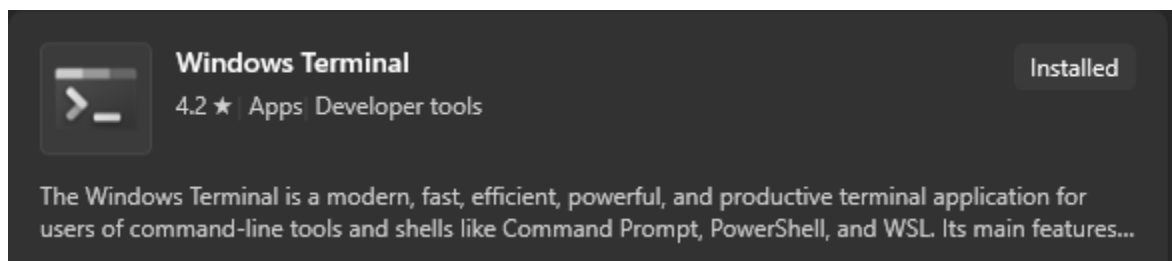 Windows Terminal
Installed
4.2 ★ Apps Developer tools
The Windows Terminal is a modern, fast, efficient, powerful, and productive terminal application for
users of command-line tools and shells like Command Prompt, PowerShell, and WSL. Its main features...